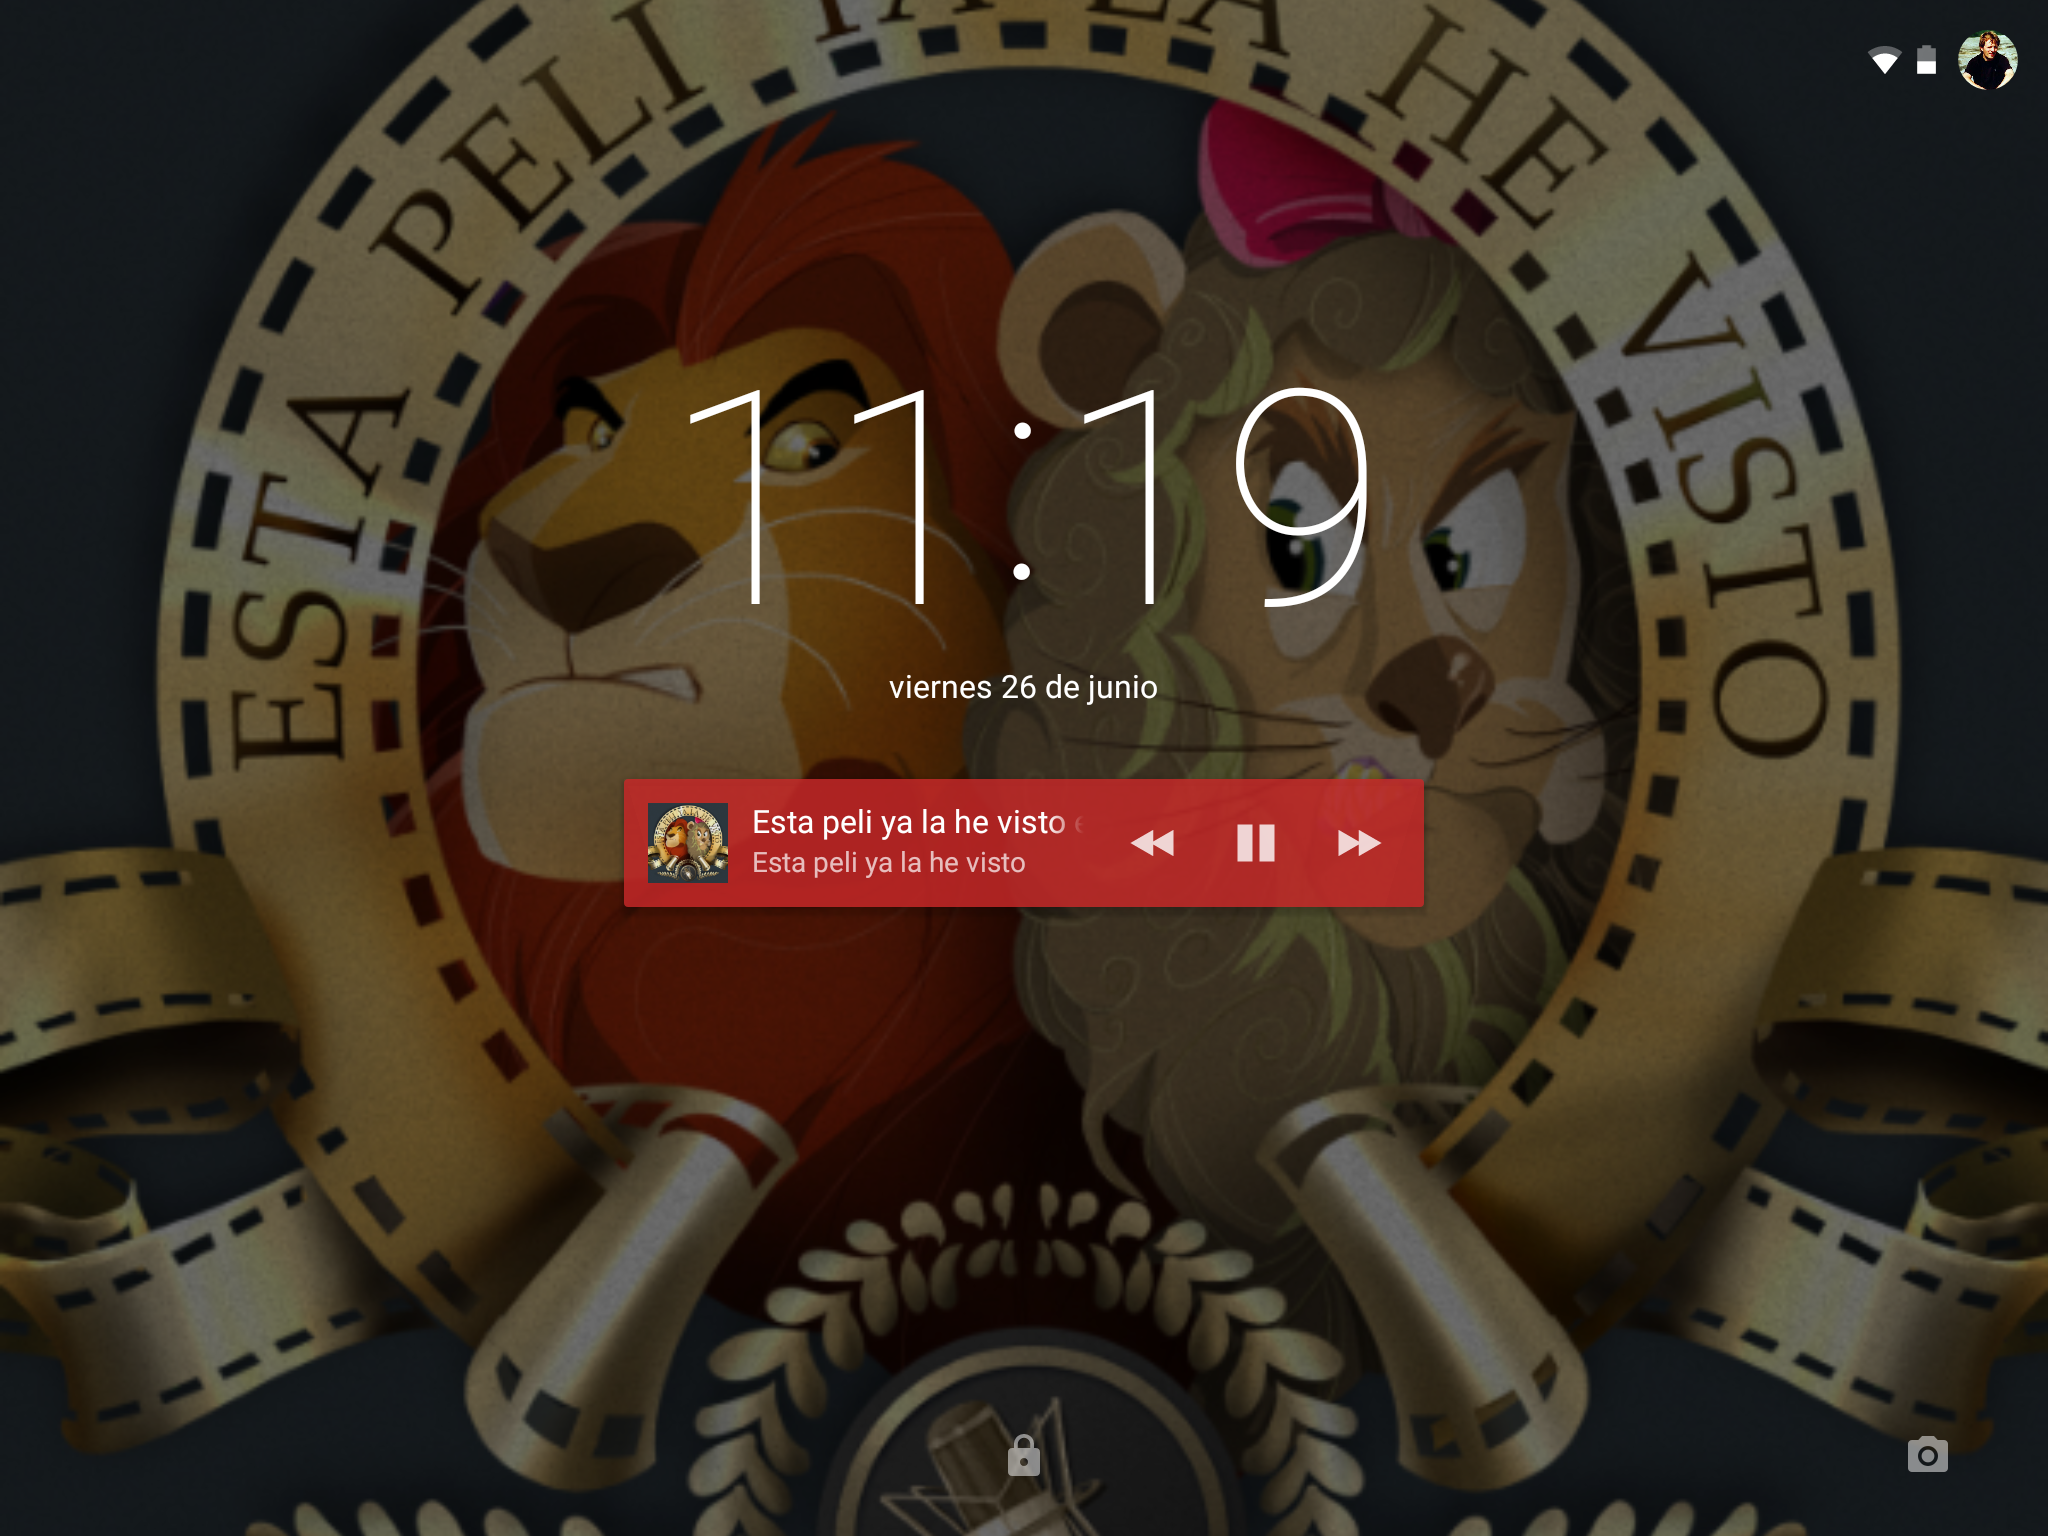 ESTA PELI YA LA HE VISTO
11:19
viernes 26 de junio
Esta peli ya la he visto
Esta peli ya la he visto